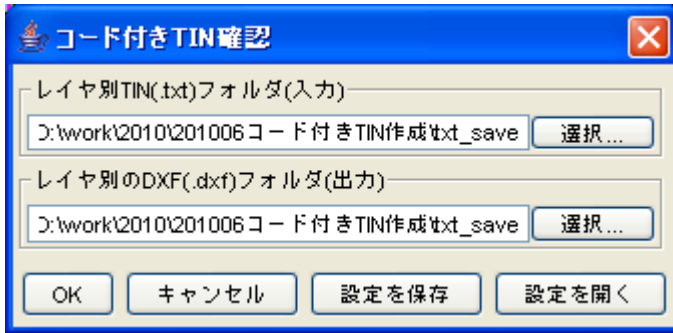 コード付きTIN確認
レイヤ別TIN(.txt)フォルダ(入力)
D:\work\2010\201006コード付きTIN作成\txt_save 選択...
レイヤ別のDXF(.dxf)フォルダ(出力)
D:\work\2010\201006コード付きTIN作成\txt_save 選択...
OK キャンセル 設定を保存 設定を開く